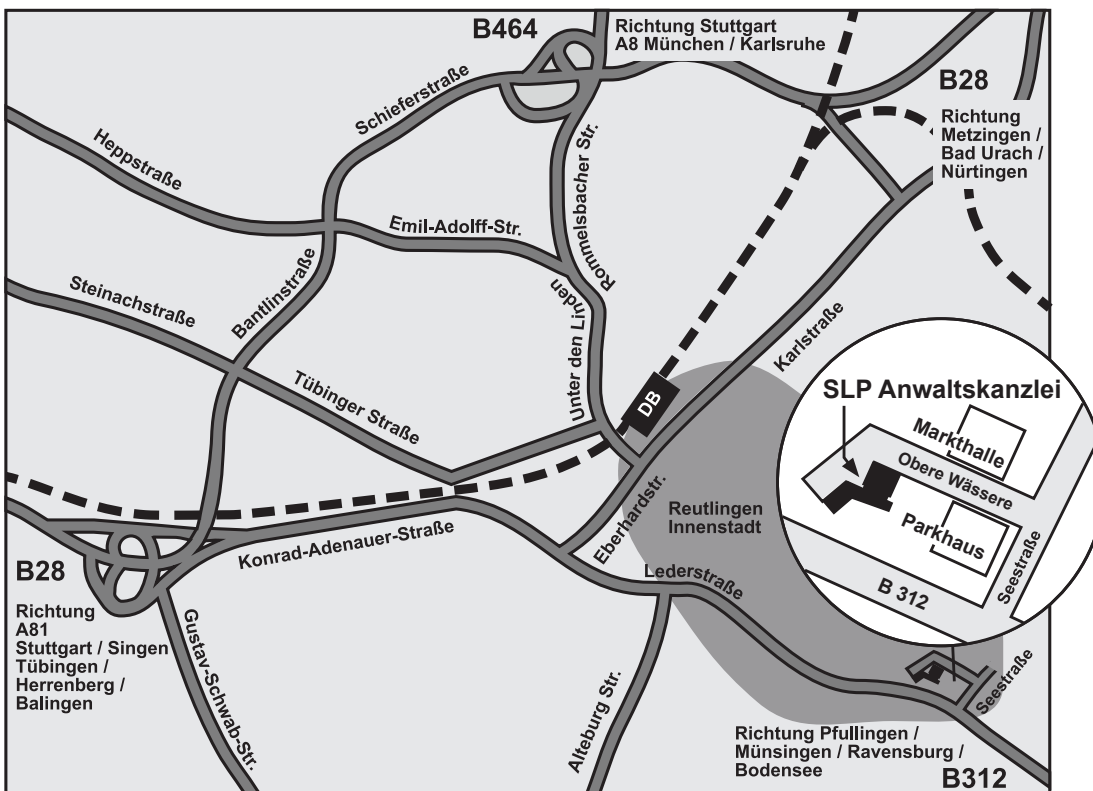 B464
Richtung Stuttgart
A8 München / Karlsruhe
B28
Richtung
Metzingen /
Bad Urach /
Nürtingen
Schieferstraße
Heppstraße
Rommelsbacher Str.
Emil-Adolff-Str.
Bantlinstraße
Steinachstraße
Unter den Linden
Karlstraße
Tübinger Straße
DB
SLP Anwaltskanzlei
Markthalle
Obere Wässere
Parkhaus
Seestraße
B 312
Reutlingen
Innenstadt
Eberhardstr.
Konrad-Adenauer-Straße
Lederstraße
B28
Richtung
A81
Stuttgart / Singen
Tübingen /
Herrenberg /
Balingen
Gustav-Schwab-Str.
Alteburg Str.
Seestraße
Richtung Pfullingen /
Münsingen / Ravensburg /
Bodensee
B312